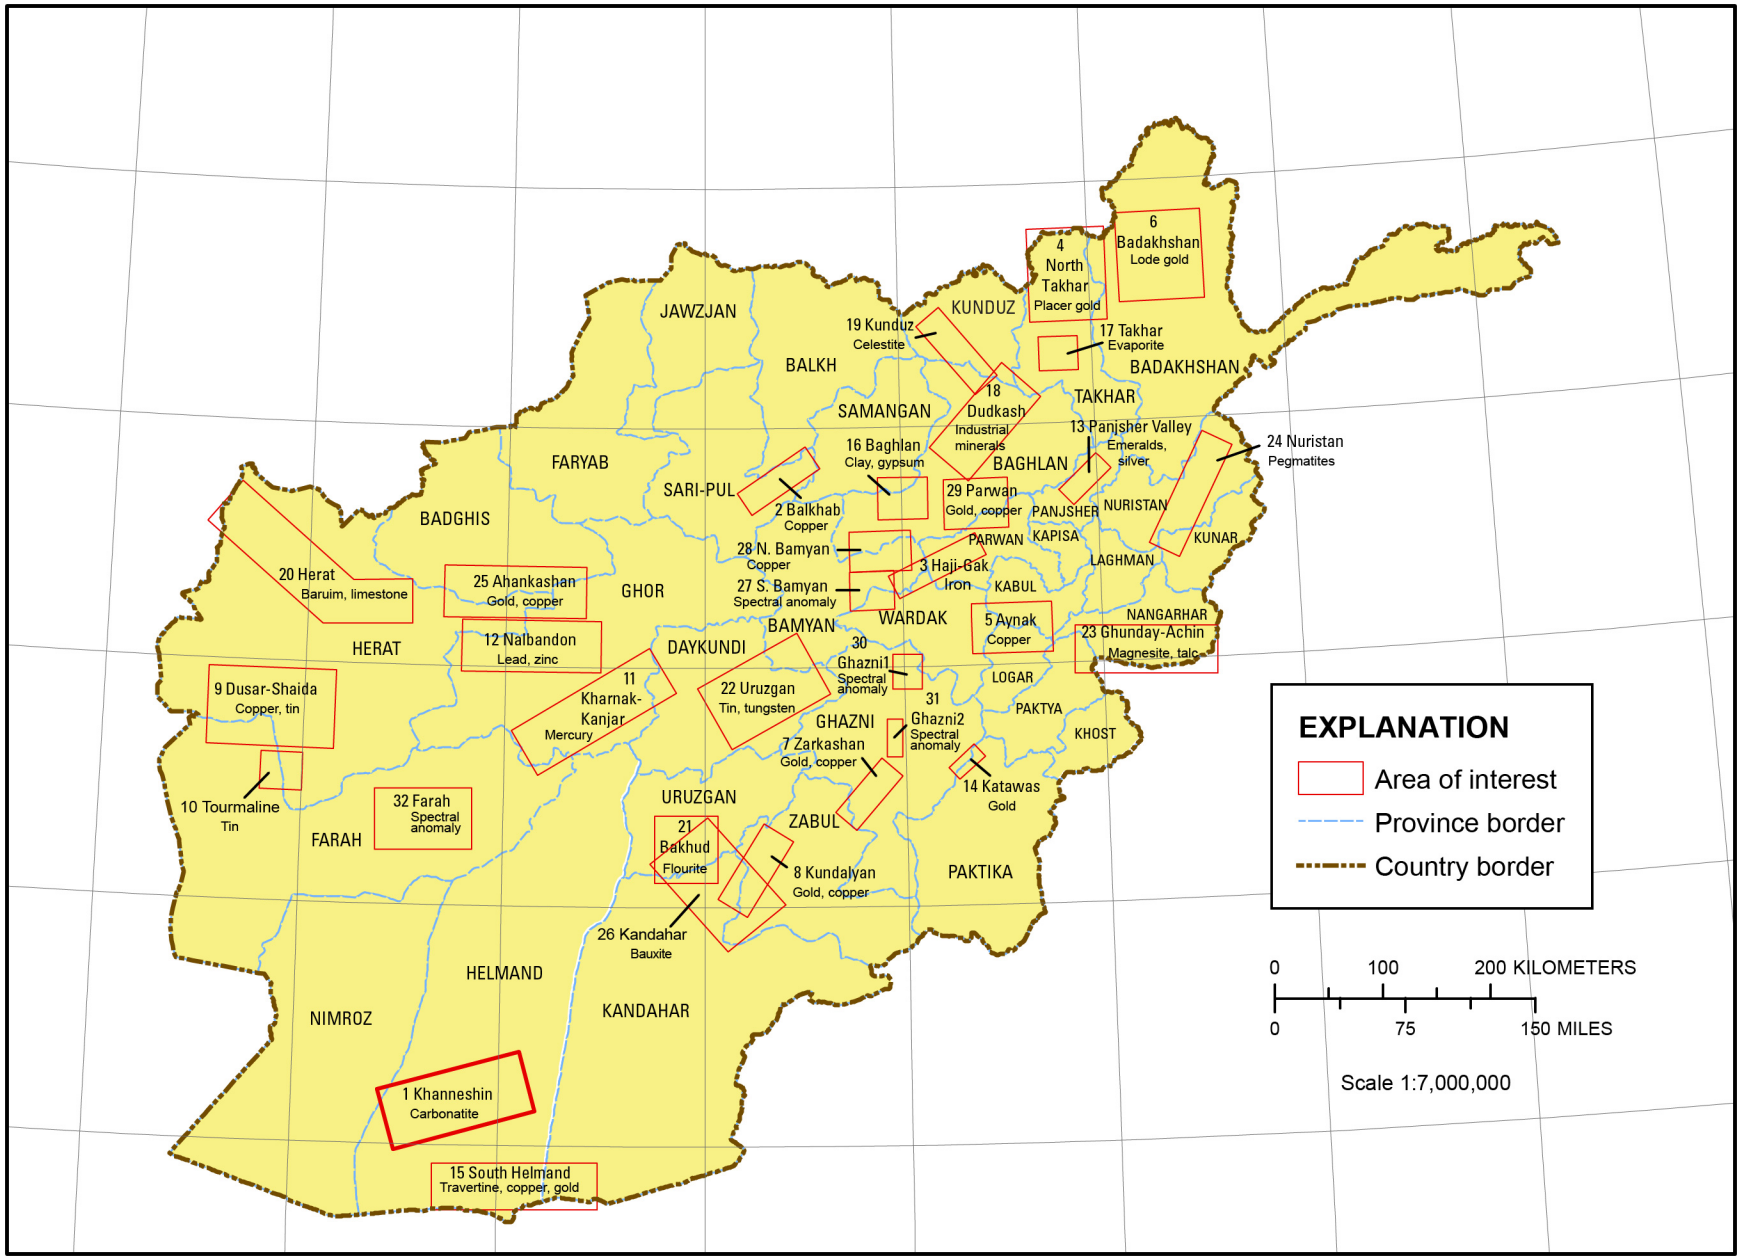 6
Badakhshan
Lode gold
4
North
Takhar
Placer gold
JAWZJAN
KUNDUZ
19 Kunduz
Celestite
17 Takhar
Evaporite
BALKH
BADAKHSHAN
18
Dudkash
Industrial
minerals
TAKHAR
SAMANGAN
13 Panjsher Valley
Emeralds,
silver
16 Baghlan
Clay, gypsum
24 Nuristan
Pegmatites
FARYAB
BAGHLAN
SARI-PUL
29 Parwan
Gold, copper
2 Balkhab
Copper
PANJSHER
NURISTAN
BADGHIS
28 N. Bamyan
Copper
PARWAN
KAPISA
KUNAR
3 Haji-Gak
Iron
LAGHMAN
20 Herat
Baruim, limestone
25 Ahankashan
Gold, copper
GHOR
27 S. Bamyan
Spectral anomaly
KABUL
WARDAK
NANGARHAR
BAMYAN
5 Aynak
Copper
23 Ghunday-Achin
Magnesite, talc
HERAT
12 Nalbandon
Lead, zinc
DAYKUNDI
30
Ghazni1
Spectral
anomaly
LOGAR
9 Dusar-Shaida
Copper, tin
11
Kharnak-
Kanjar
Mercury
22 Uruzgan
Tin, tungsten
31
Ghazni2
Spectral
anomaly
PAKTYA
GHAZNI
KHOST
7 Zarkashan
Gold, copper
14 Katawas
Gold
10 Tourmaline
Tin
32 Farah
Spectral
anomaly
URUZGAN
ZABUL
FARAH
21
Bakhud
Flourite
8 Kundalyan
Gold, copper
PAKTIKA
26 Kandahar
Bauxite
HELMAND
NIMROZ
KANDAHAR
1 Khanneshin
Carbonatite
15 South Helmand
Travertine, copper, gold
EXPLANATION
Area of interest
Province border
Country border
0 100 200 KILOMETERS
0 75 150 MILES
Scale 1:7,000,000